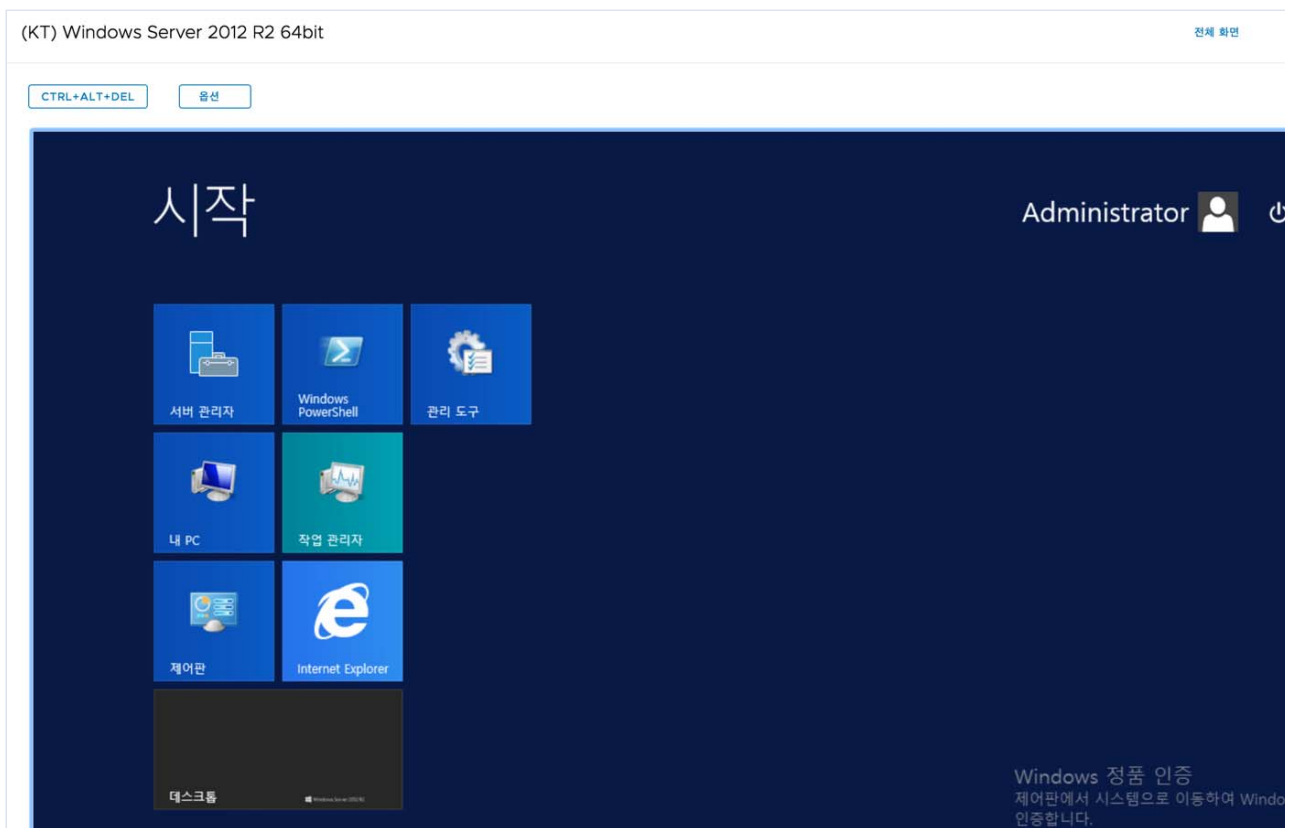 (KT) Windows Server 2012 R2 64bit
전체 화면
CTRL+ALT+DEL
옵션
시작
Administrator
서버 관리자
Windows
PowerShell
관리 도구
내 PC
작업 관리자
제어판
Internet Explorer
데스크톱
Windows 정품 인증
제어판에서 시스템으로 이동하여 Windo
인증합니다.